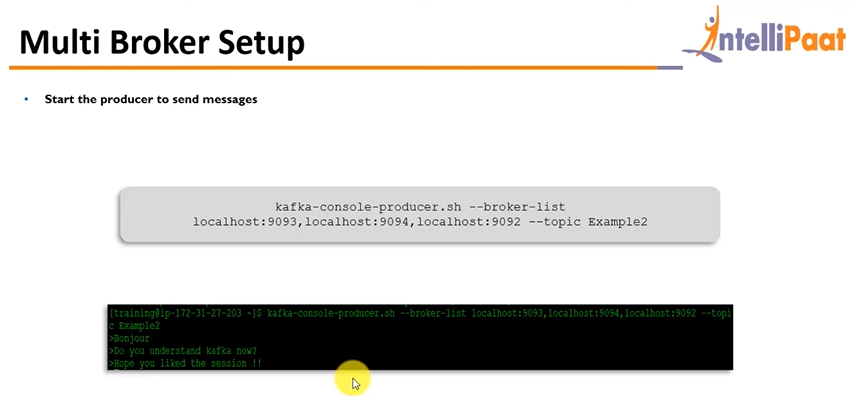 Multi Broker Setup
intelliPaat
• Start the producer to send messages
kafka-console-producer.sh --broker-list
localhost:9093,localhost:9094,localhost:9092 --topic Example2
[training@ip-172-31-27-203 ~]$ kafka-console-producer.sh --broker-list localhost:9093,localhost:9094,localhost:9092 --topi
c Example2
>Bonjour
>Do you understand kafka now?
>Hope you liked the session !!